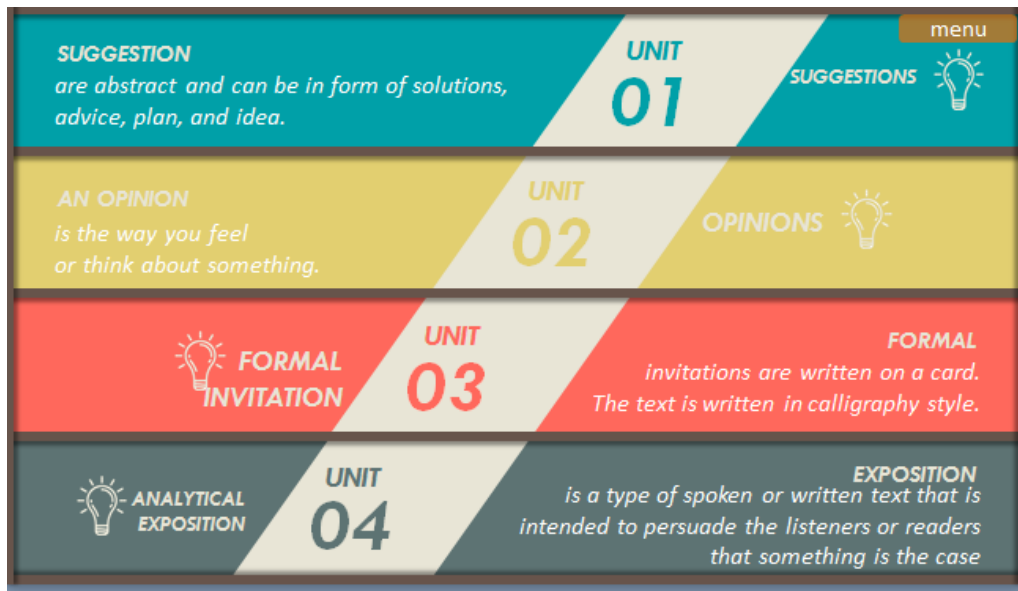 menu
SUGGESTION
are abstract and can be in form of solutions,
advice, plan, and idea.
UNIT
01
SUGGESTIONS
AN OPINION
is the way you feel
or think about something.
UNIT
02
OPINIONS
FORMAL
INVITATION
UNIT
03
FORMAL
invitations are written on a card.
The text is written in calligraphy style.
ANALYTICAL
EXPOSITION
UNIT
04
EXPOSITION
is a type of spoken or written text that is
intended to persuade the listeners or readers
that something is the case